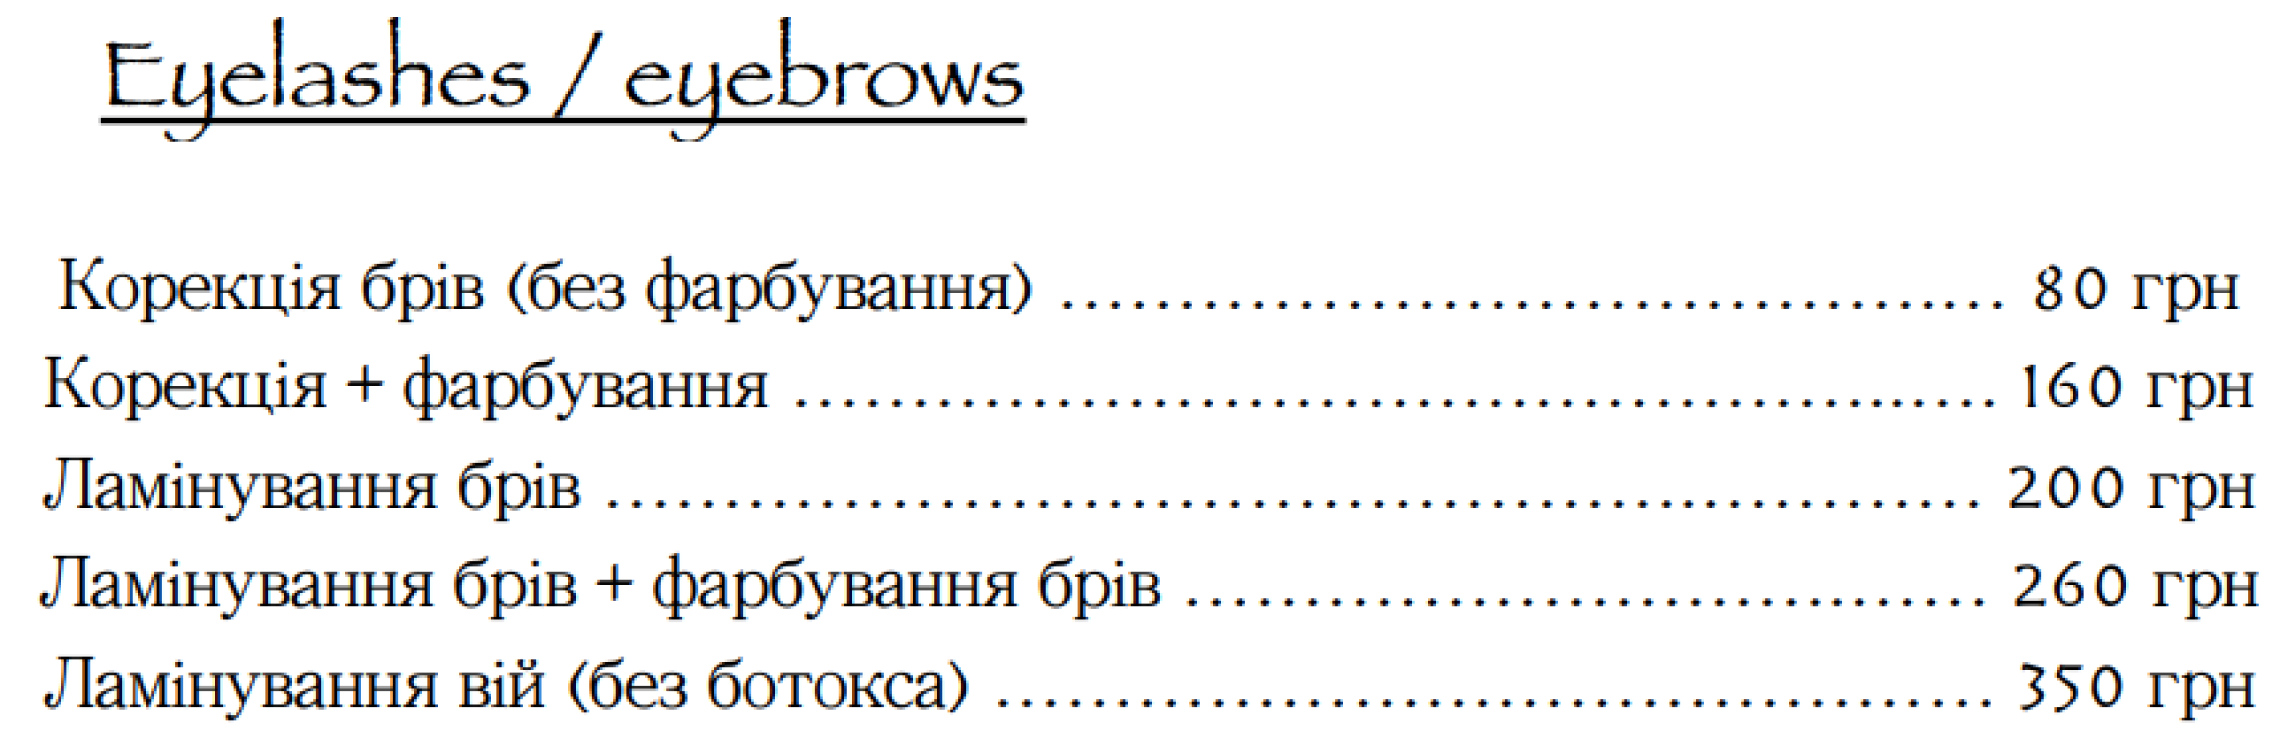 Eyelashes / eyebrows
Корекція брів (без фарбування) ………………………………… 80 грн
Корекція + фарбування ………………………………………..…. 160 грн
Ламінування брів ………………………………………………… 200 грн
Ламінування брів + фарбування брів …………………………… 260 грн
Ламінування вій (без ботокса) …………………………………… 350 грн